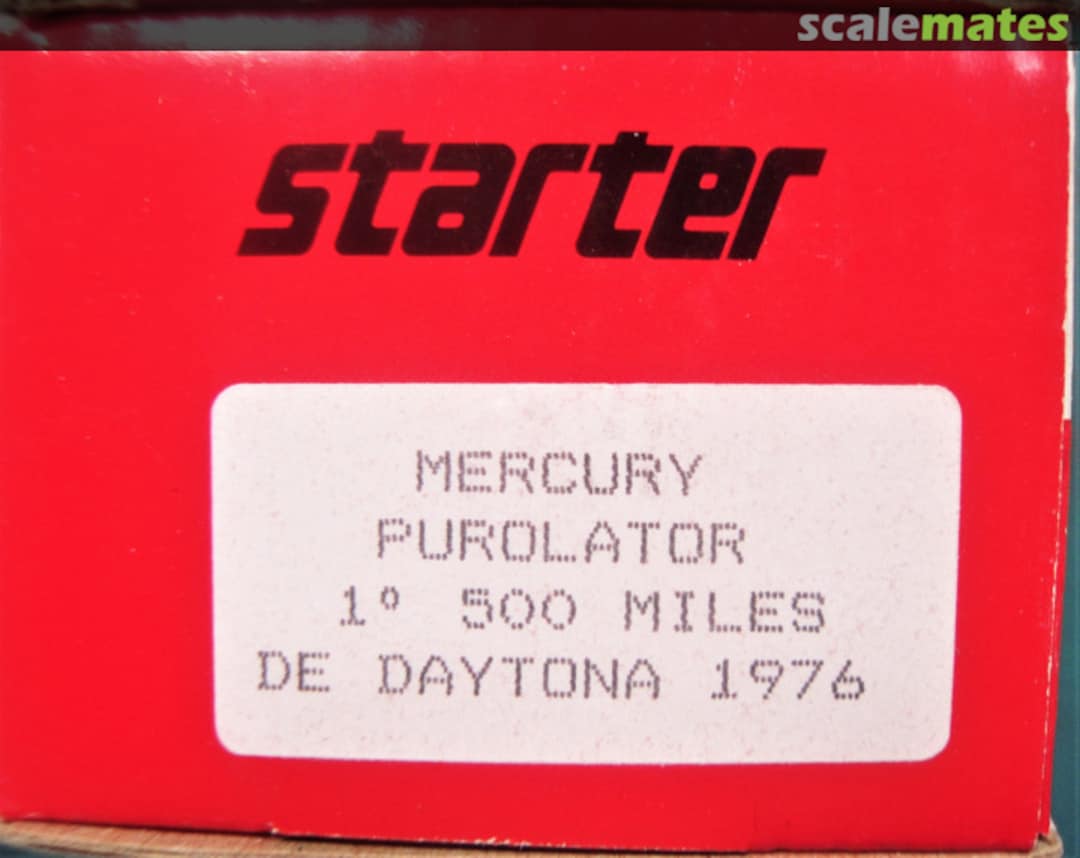 scalemates
starter
MERCURY
PUROLATOR
1° 500 MILES
DE DAYTONA 1976